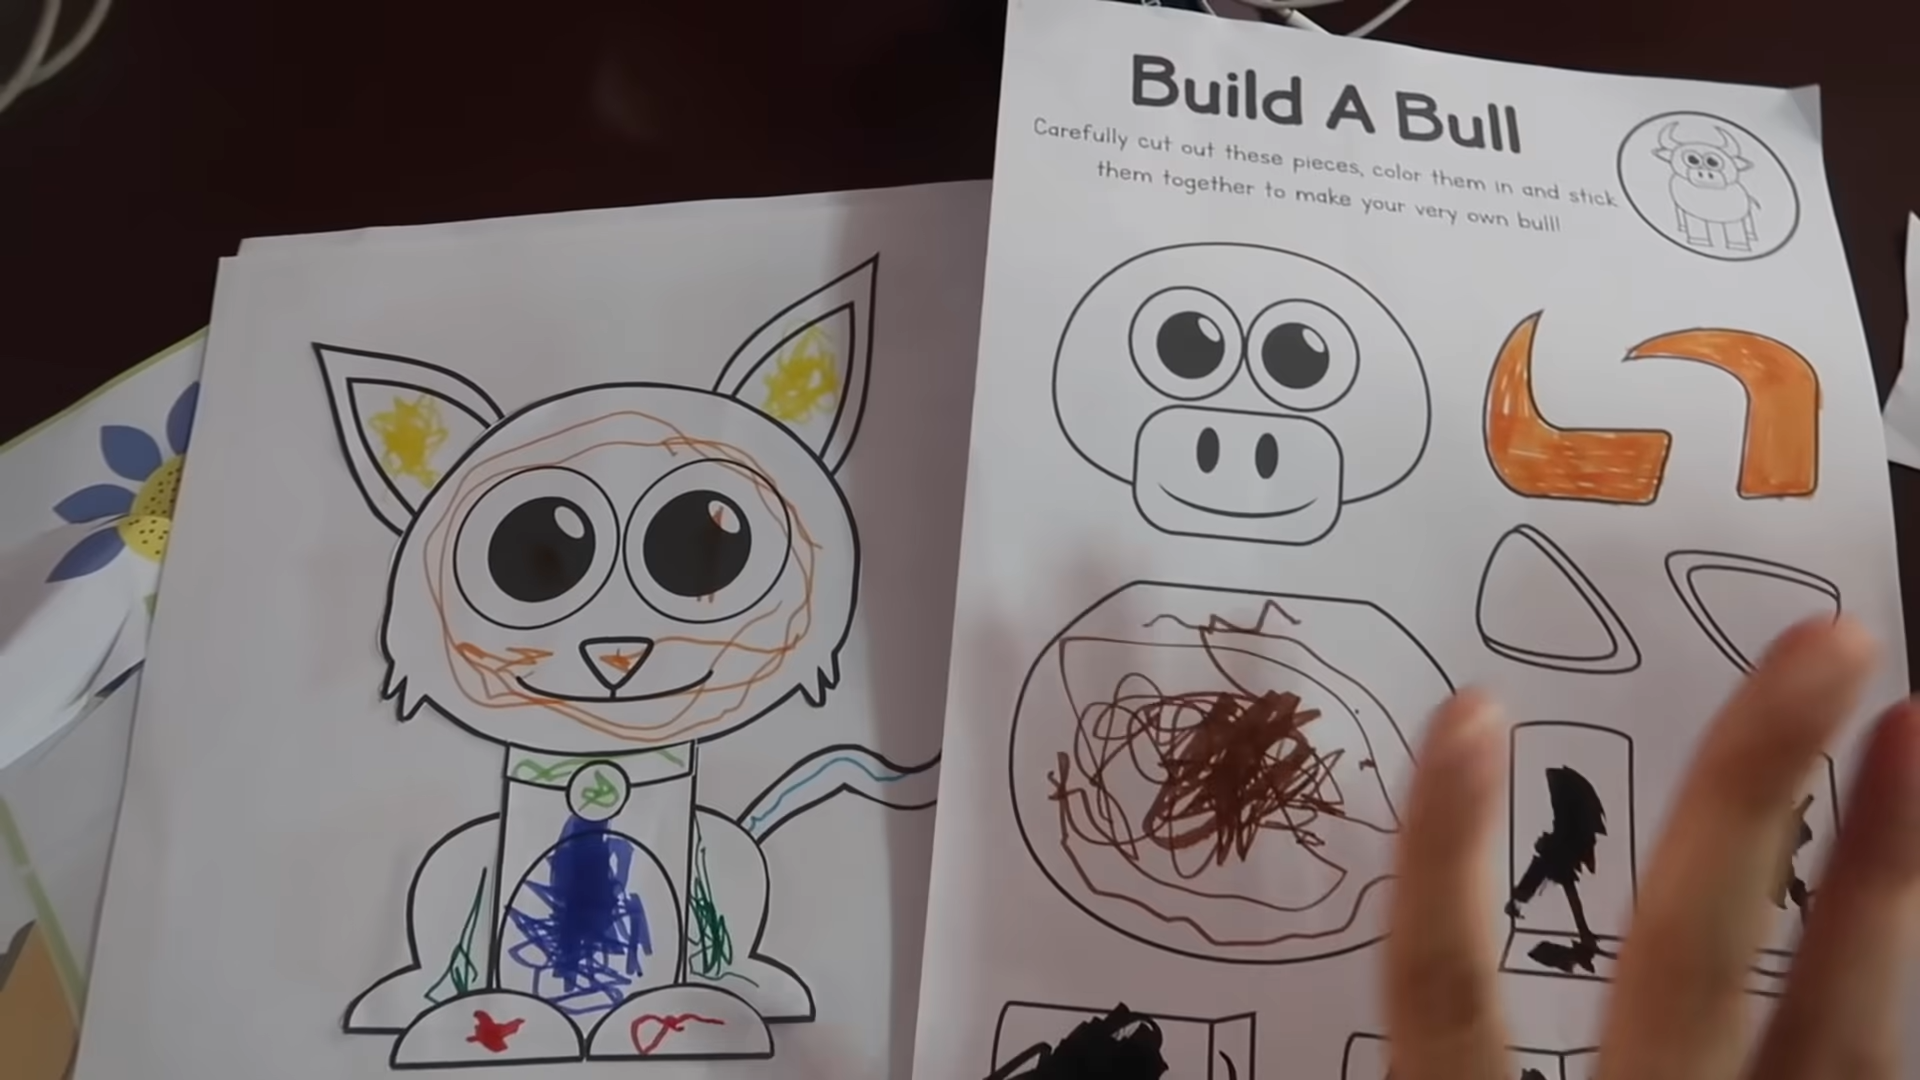 Build A Bull
Carefully cut out these pieces, color them in and stick
them together to make your very own bull!